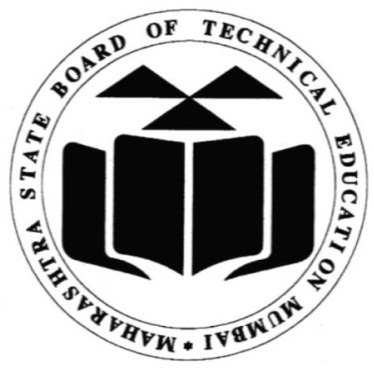 MAHARASHTRA STATE BOARD OF TECHNICAL EDUCATION MUMBAI *